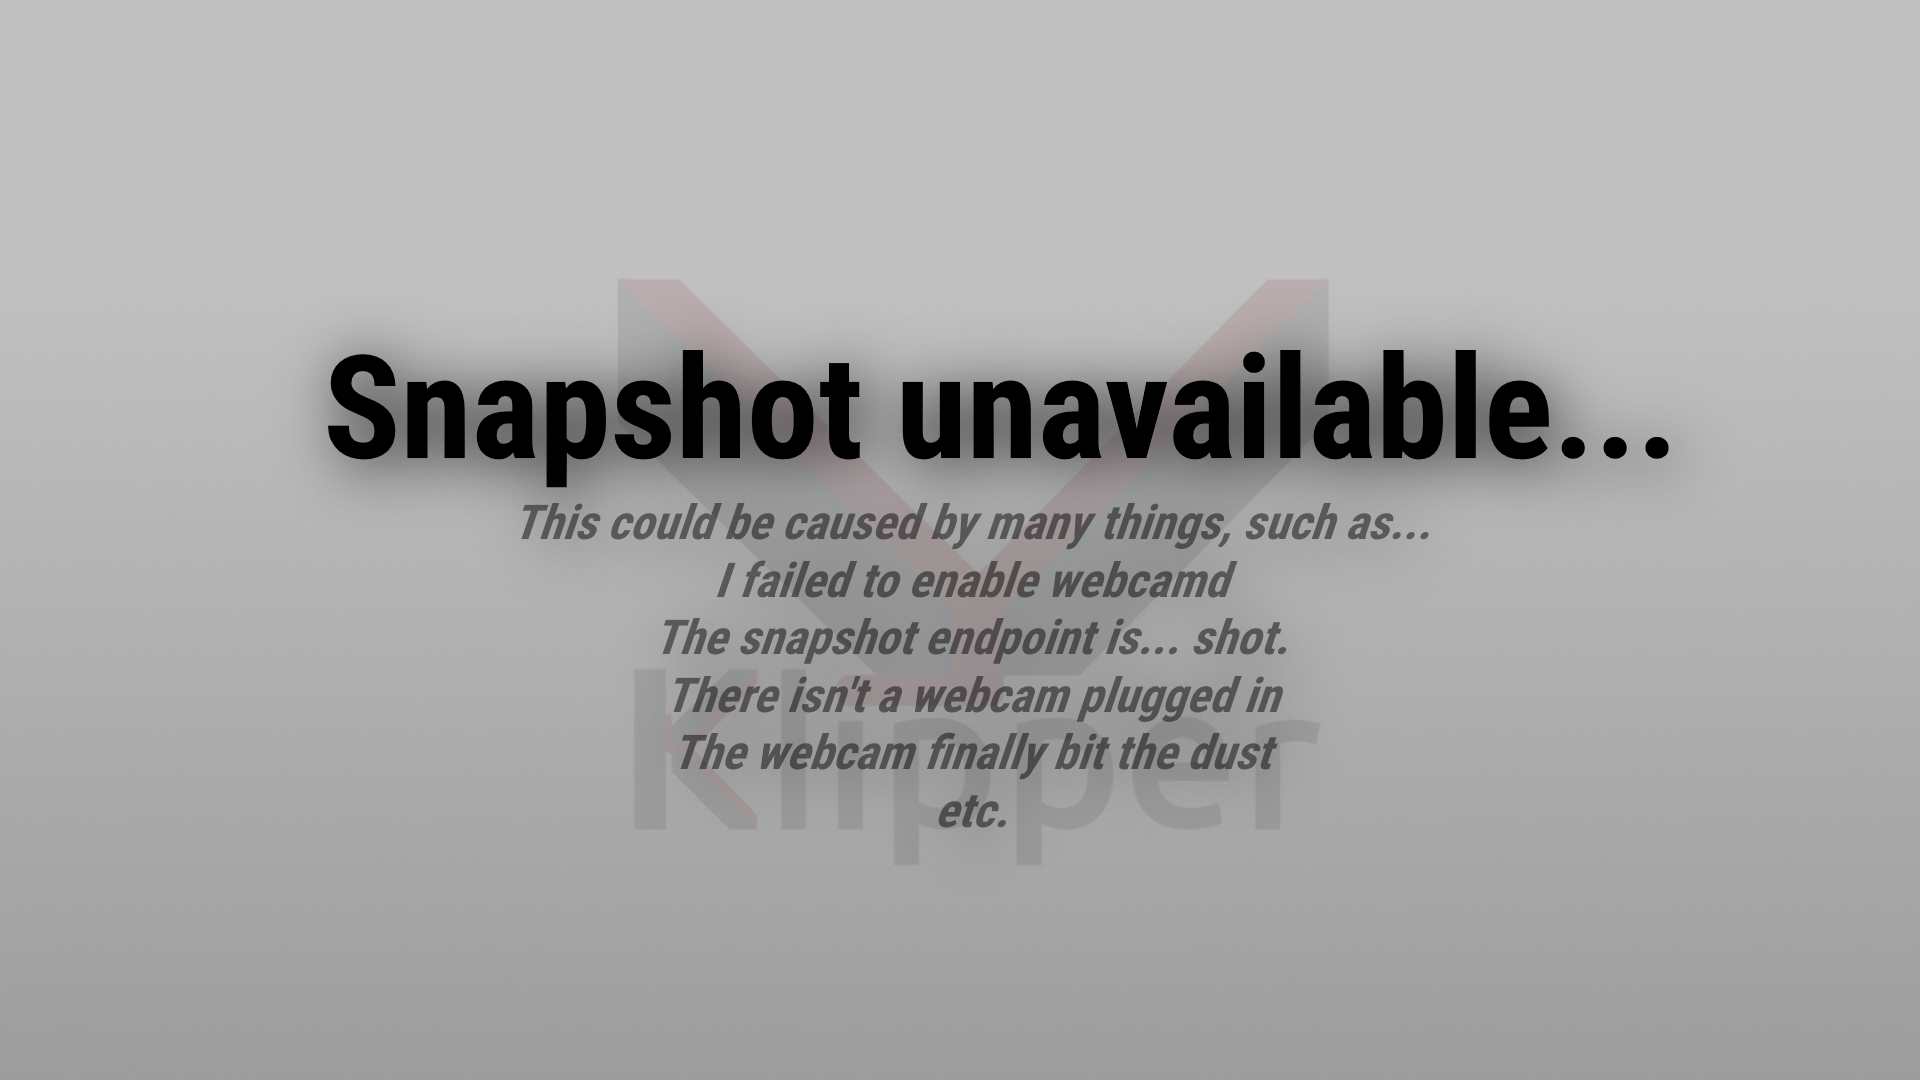 Snapshot unavailable...
This could be caused by many things, such as...
I failed to enable webcamd
The snapshot endpoint is... shot.
There isn't a webcam plugged in
The webcam finally bit the dust
etc.
Klipper